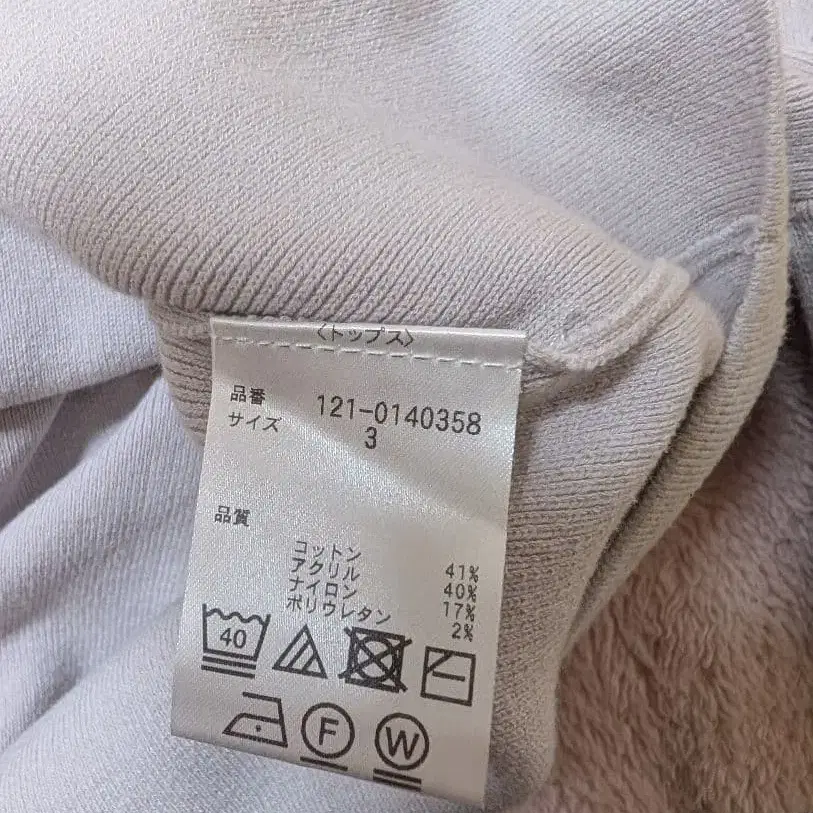 〈トップス〉
品番 121-0140358
サイズ 3
品質
コットン 41%
アクリル 40%
ナイロン 17%
ポリウレタン 2%
40
F W